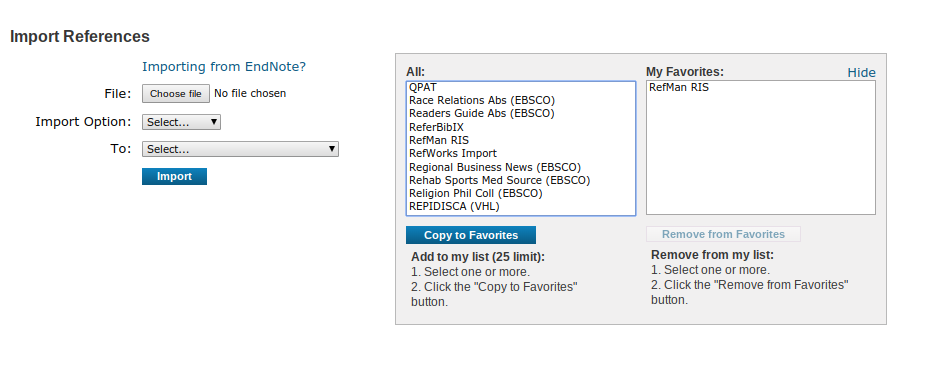 Import References
Importing from EndNote?
File: Choose file No file chosen
Import Option: Select...
To: Select...
Import
All:
QPAT
Race Relations Abs (EBSCO)
Readers Guide Abs (EBSCO)
ReferBibIX
RefMan RIS
RefWorks Import
Regional Business News (EBSCO)
Rehab Sports Med Source (EBSCO)
Religion Phil Coll (EBSCO)
REPIDISCA (VHL)
Copy to Favorites
Add to my list (25 limit):
1. Select one or more.
2. Click the "Copy to Favorites"
button.
My Favorites: Hide
RefMan RIS
Remove from Favorites
Remove from my list:
1. Select one or more.
2. Click the "Remove from Favorites"
button.